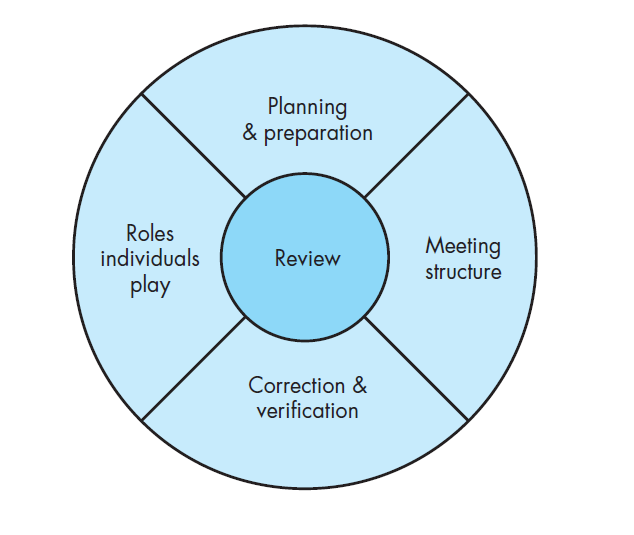 Planning
& preparation
Roles
individuals
play
Review
Meeting
structure
Correction &
verification